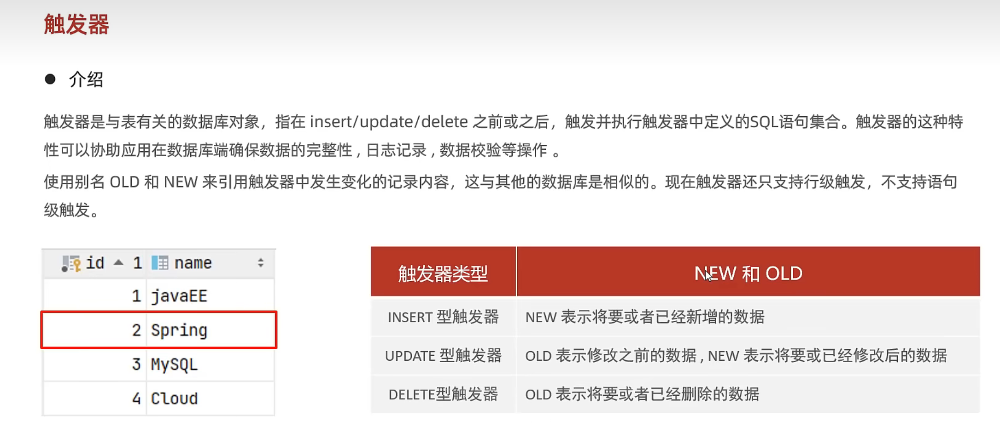 触发器
● 介绍
触发器是与表有关的数据库对象，指在 insert/update/delete 之前或之后，触发并执行触发器中定义的SQL语句集合。触发器的这种特
性可以协助应用在数据库端确保数据的完整性 , 日志记录 , 数据校验等操作 。
使用别名 OLD 和 NEW 来引用触发器中发生变化的记录内容，这与其他的数据库是相似的。现在触发器还只支持行级触发，不支持语句
级触发。
id 1 name
1 javaEE
2 Spring
3 MySQL
4 Cloud
触发器类型 NEW 和 OLD
INSERT 型触发器 NEW 表示将要或者已经新增的数据
UPDATE 型触发器 OLD 表示修改之前的数据 , NEW 表示将要或已经修改后的数据
DELETE型触发器 OLD 表示将要或者已经删除的数据